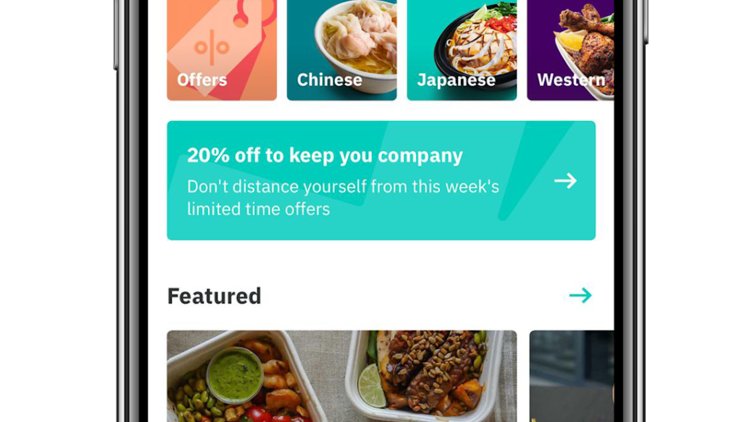 Offers
Chinese
Japanese
Western
20% off to keep you company
Don't distance yourself from this week's
limited time offers
Featured